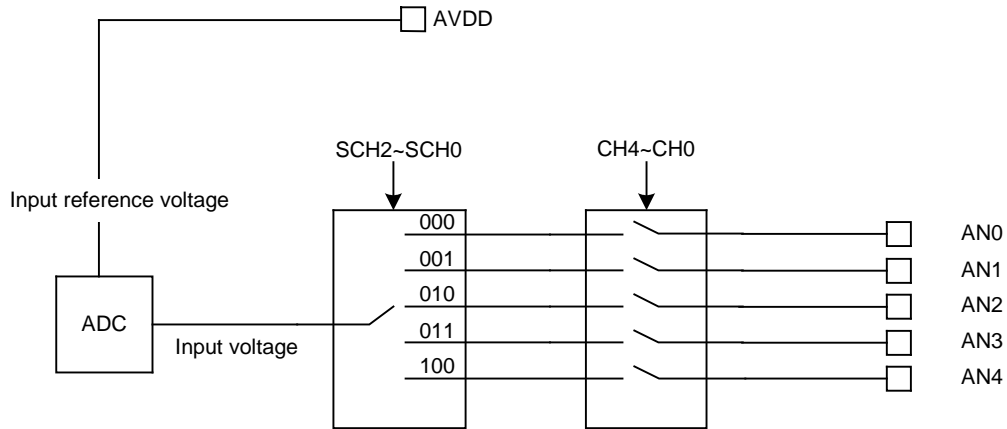 AVDD
SCH2~SCH0
CH4~CH0
Input reference voltage
000
AN0
001
AN1
010
AN2
ADC
011
AN3
Input voltage
100
AN4